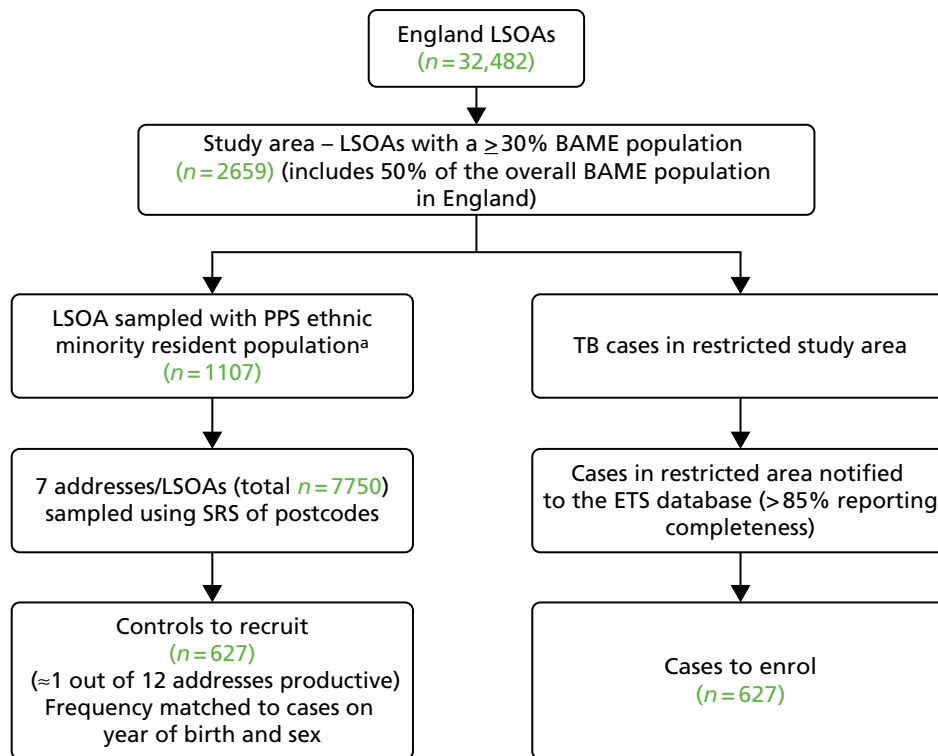 England LSOAs
(n=32,482)
Study area – LSOAs with a ≥30% BAME population
(n=2659) (includes 50% of the overall BAME population
in England)
LSOA sampled with PPS ethnic
minority resident populationᵃ
(n=1107)
TB cases in restricted study area
7 addresses/LSOAs (total n=7750)
sampled using SRS of postcodes
Cases in restricted area notified
to the ETS database (>85% reporting
completeness)
Controls to recruit
(n=627)
(≈1 out of 12 addresses productive)
Frequency matched to cases on
year of birth and sex
Cases to enrol
(n=627)